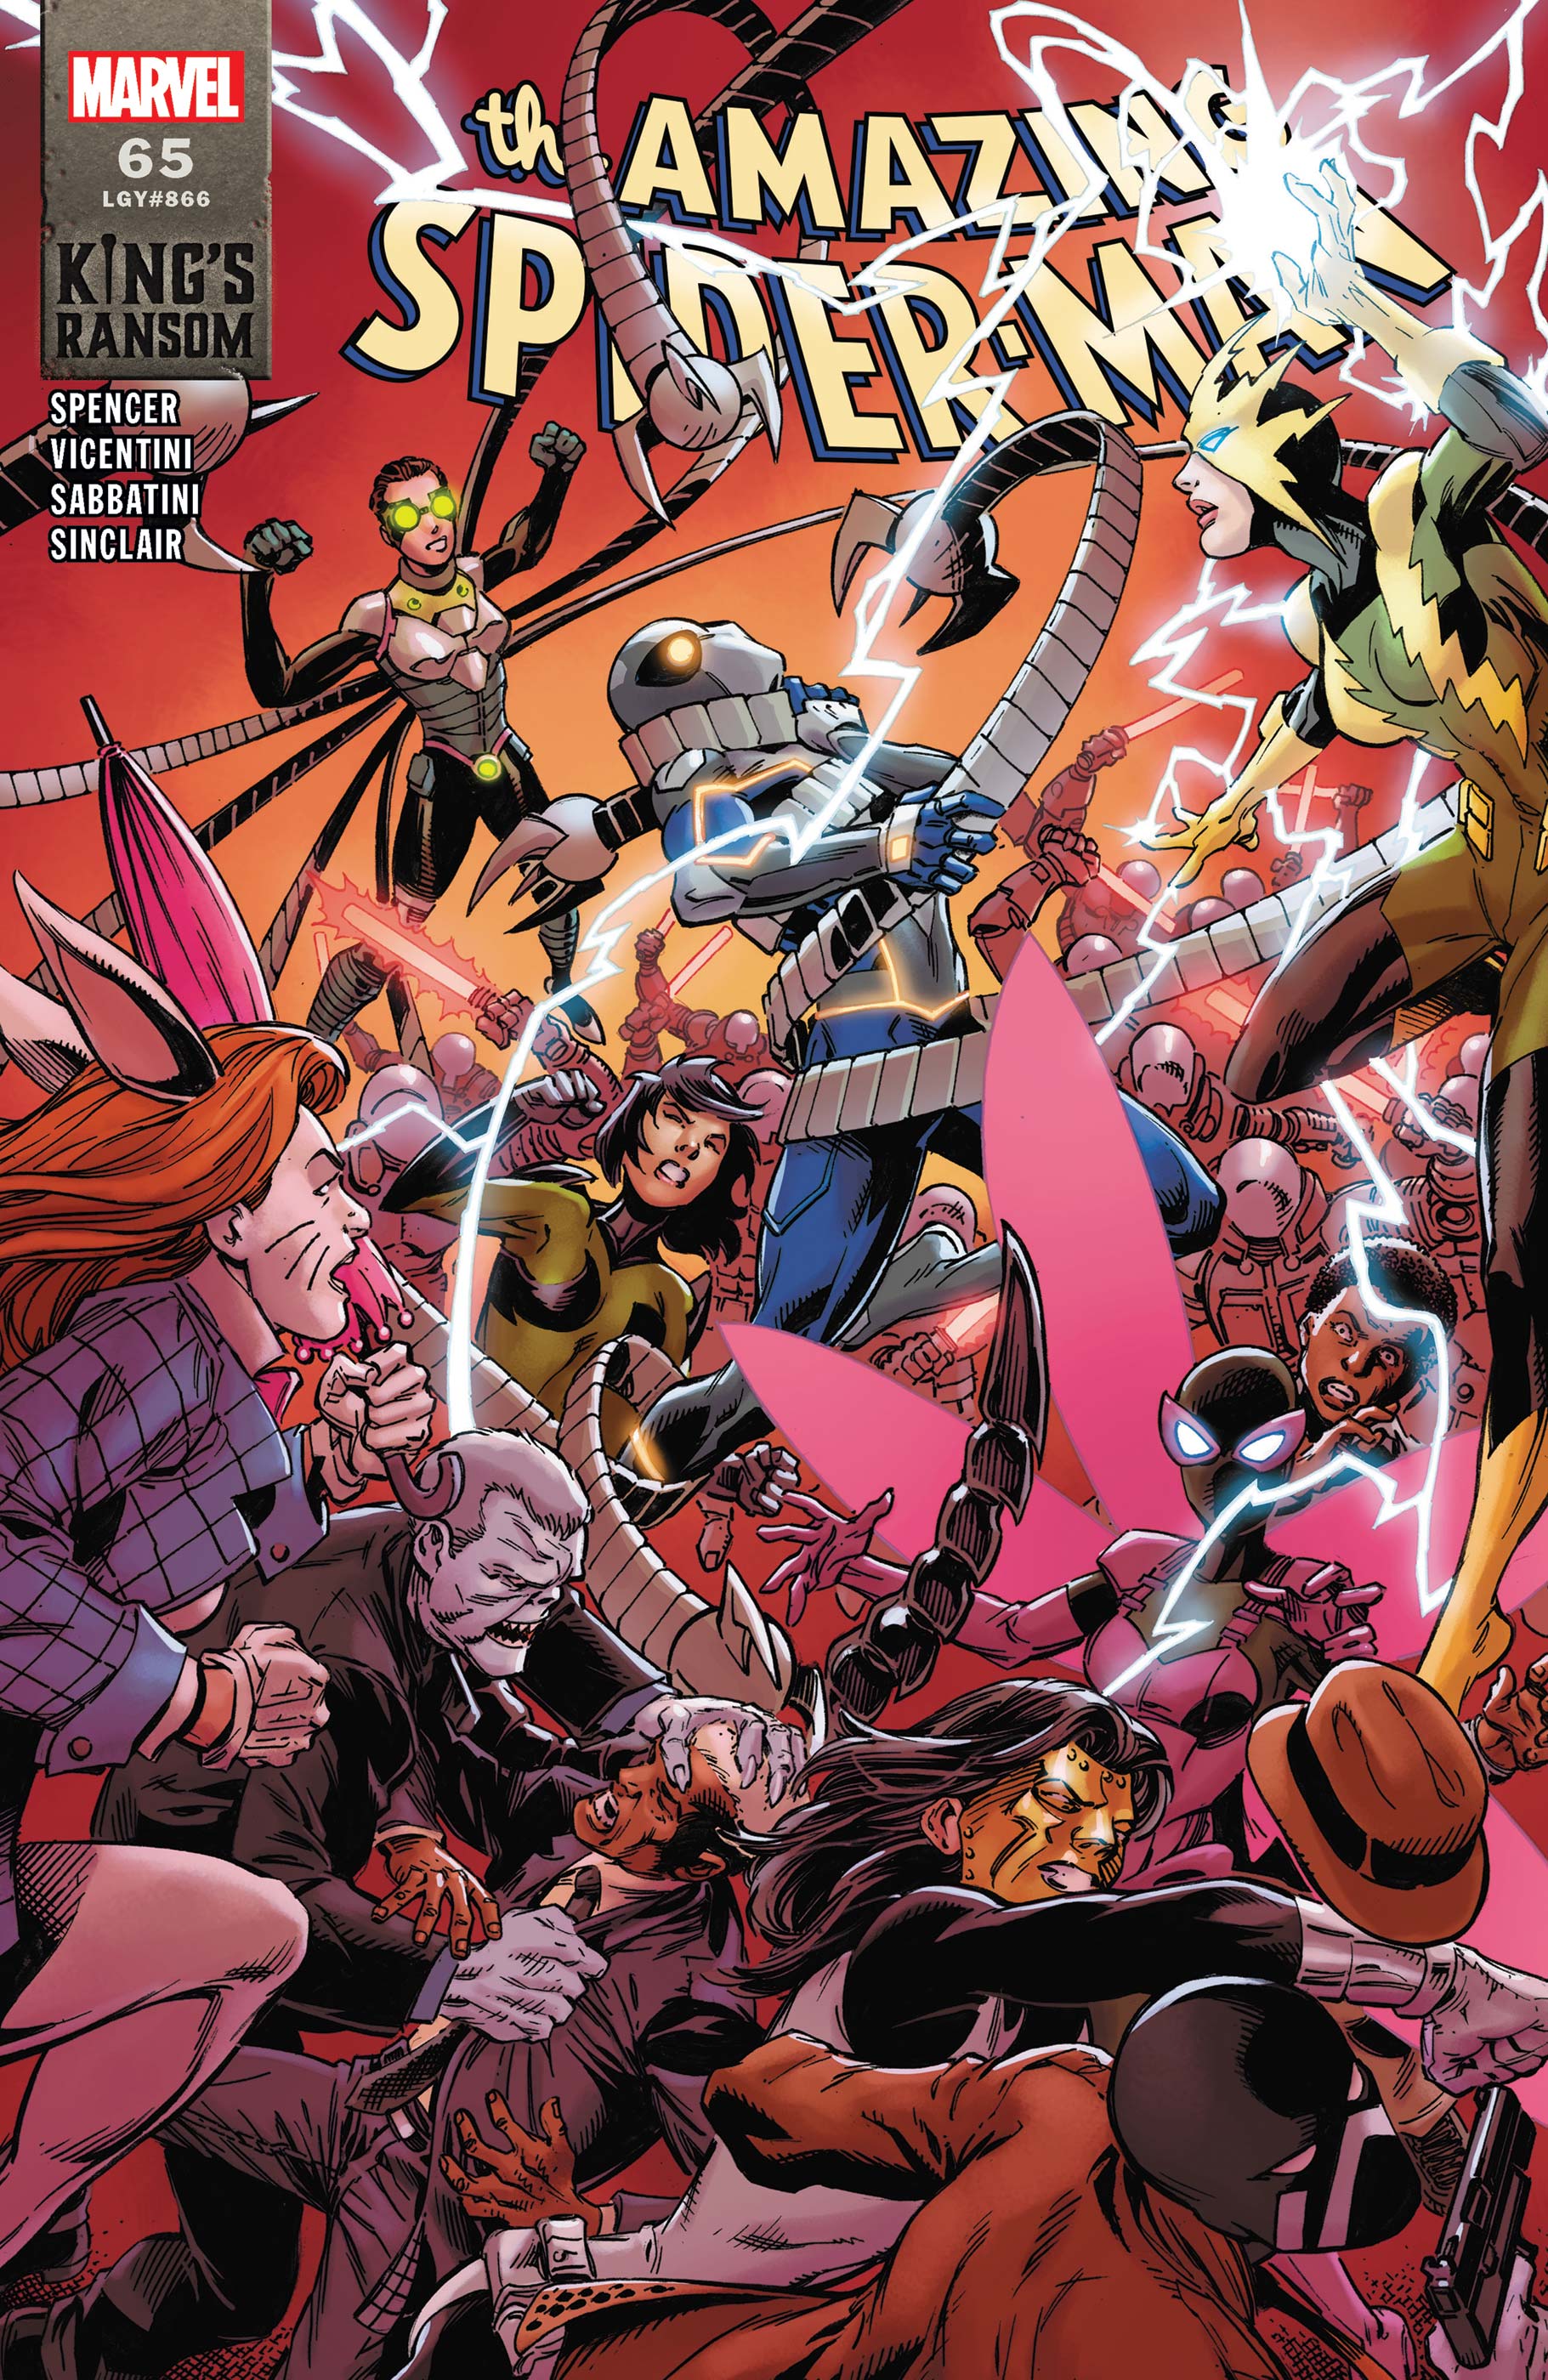 MARVEL
65
LGY#866
KING'S
RANSOM
SPENCER
VICENTINI
SABBATINI
SINCLAIR
the AMAZING
SPIDER-MAN